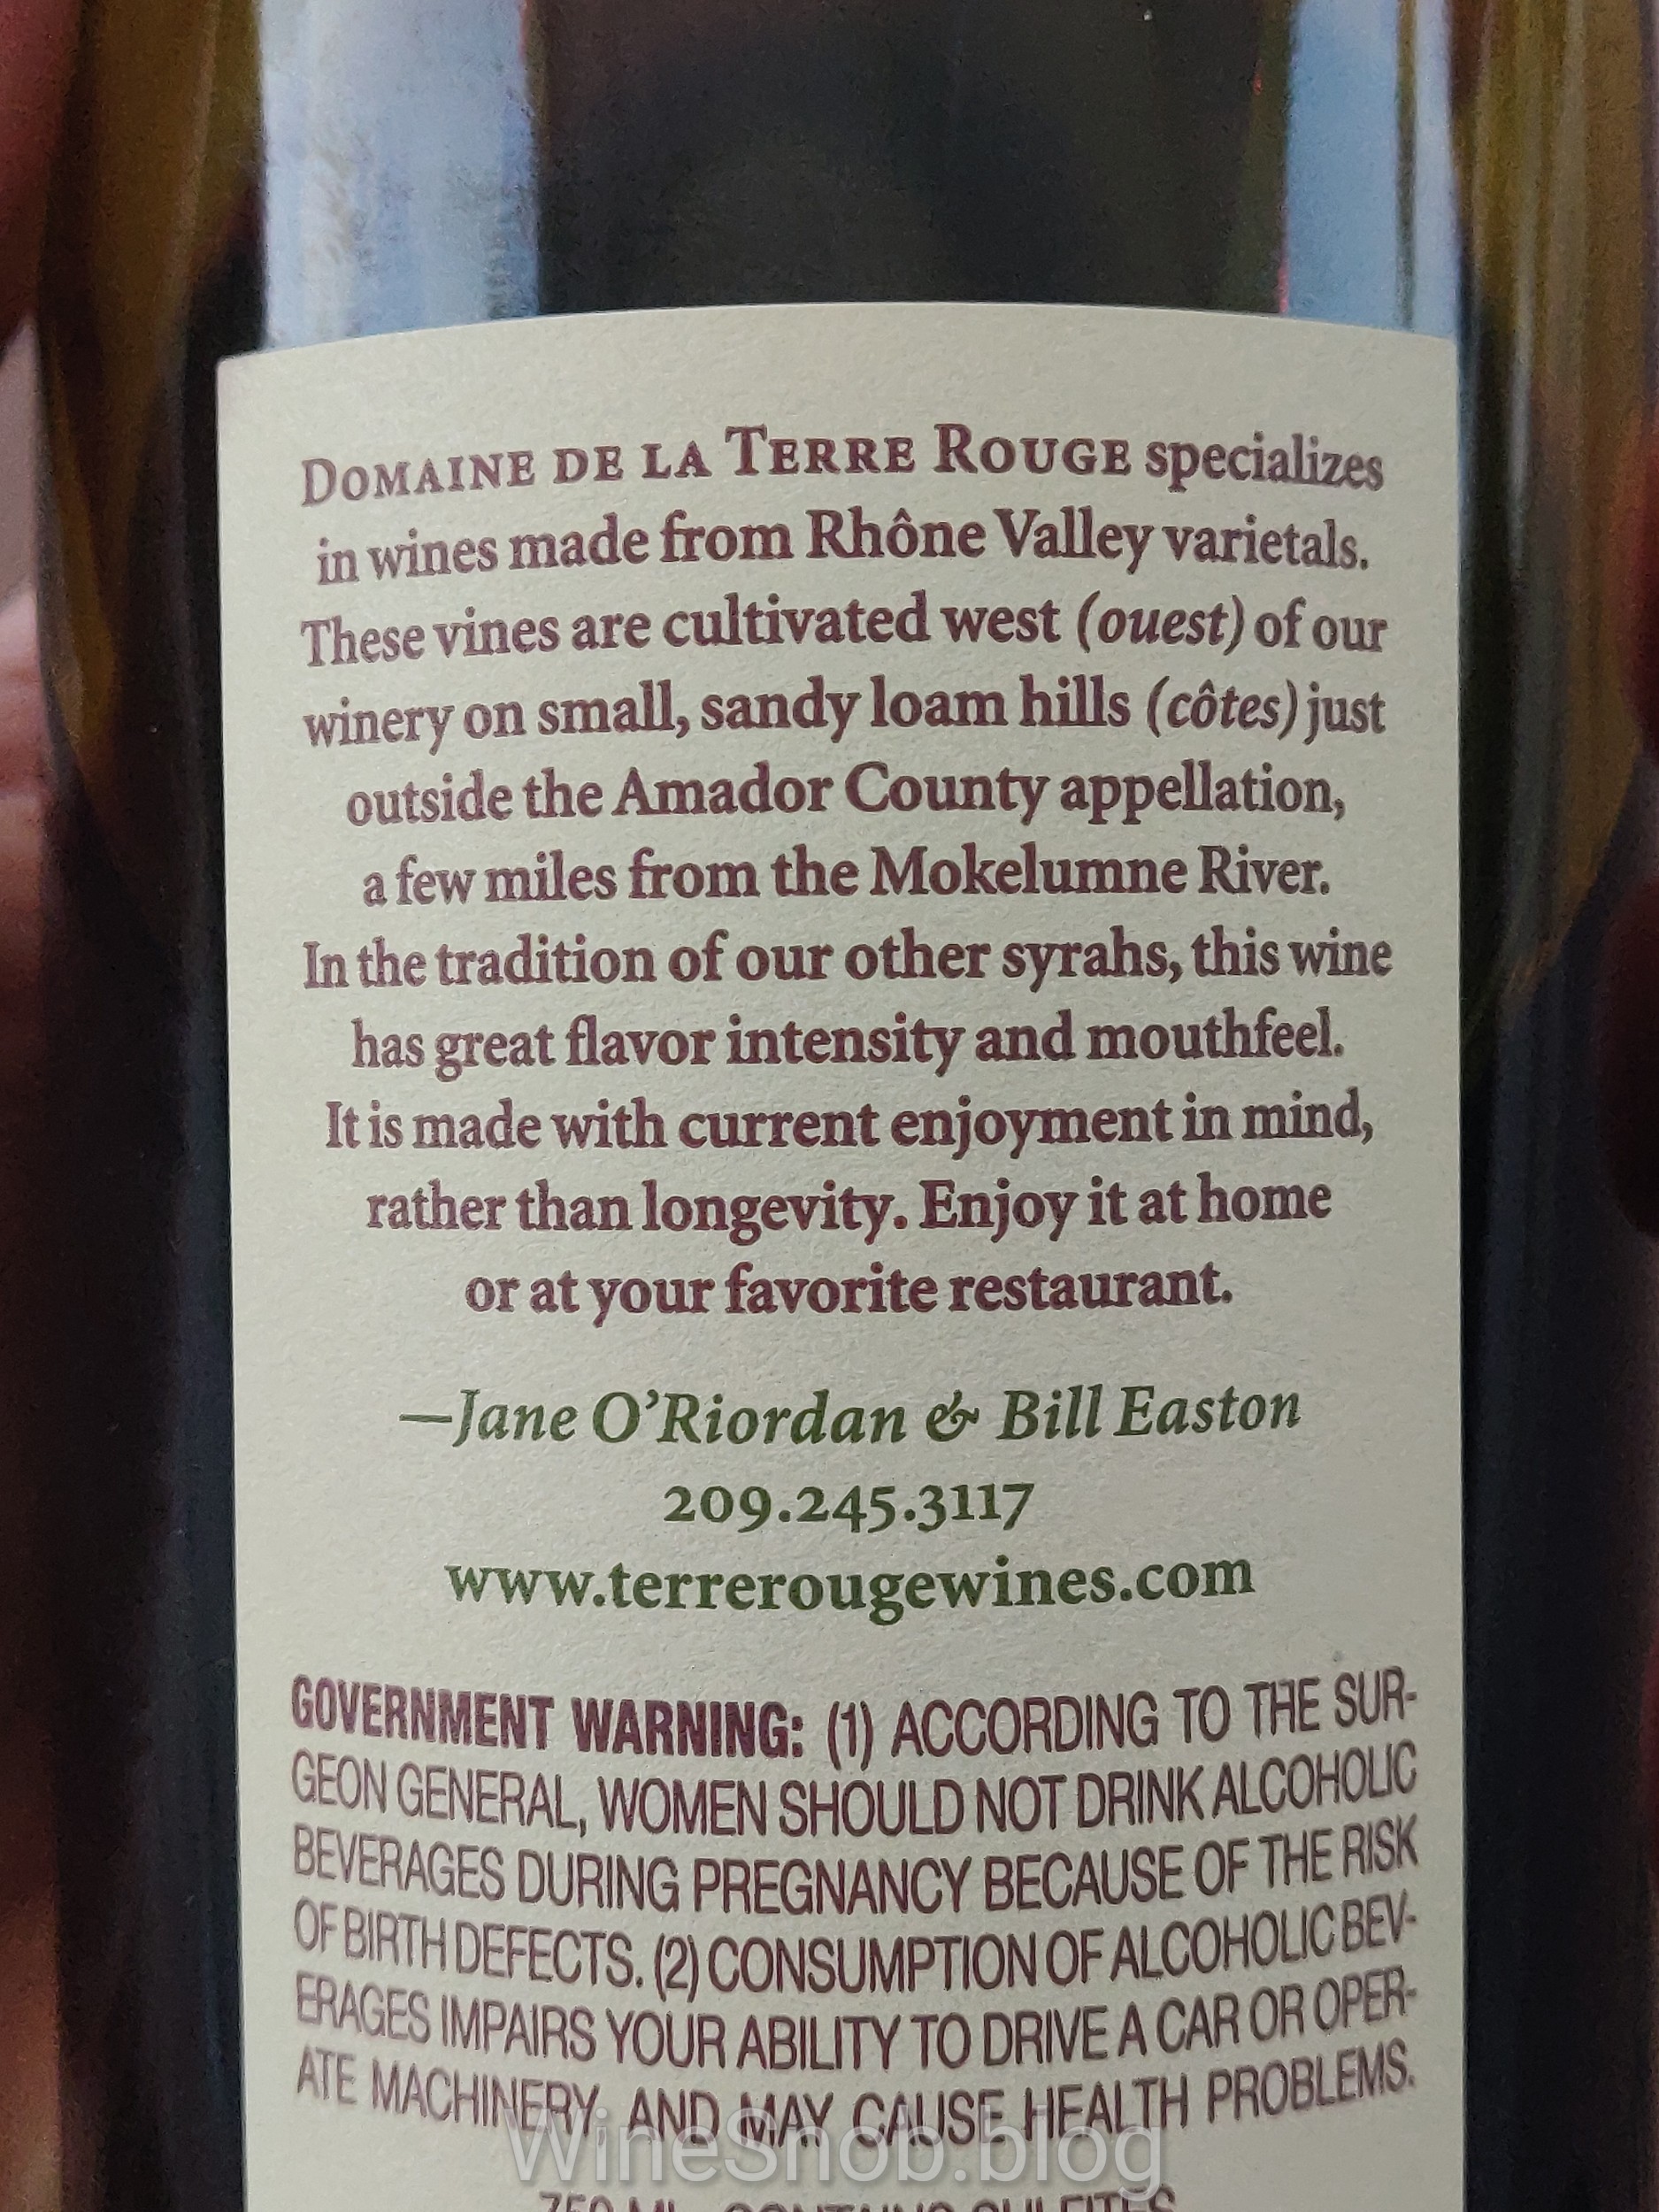 DOMAINE DE LA TERRE ROUGE specializes
in wines made from Rhône Valley varietals.
These vines are cultivated west (ouest) of our
winery on small, sandy loam hills (côtes) just
outside the Amador County appellation,
a few miles from the Mokelumne River.
In the tradition of our other syrahs, this wine
has great flavor intensity and mouthfeel.
It is made with current enjoyment in mind,
rather than longevity. Enjoy it at home
or at your favorite restaurant.
—Jane O'Riordan & Bill Easton
209.245.3117
www.terrerougewines.com
GOVERNMENT WARNING: (1) ACCORDING TO THE SUR-
GEON GENERAL, WOMEN SHOULD NOT DRINK ALCOHOLIC
BEVERAGES DURING PREGNANCY BECAUSE OF THE RISK
OF BIRTH DEFECTS. (2) CONSUMPTION OF ALCOHOLIC BEV-
ERAGES IMPAIRS YOUR ABILITY TO DRIVE A CAR OR OPER-
ATE MACHINERY, AND MAY CAUSE HEALTH PROBLEMS.
WineSnob.blog
750 ML CONTAINS SULFITES